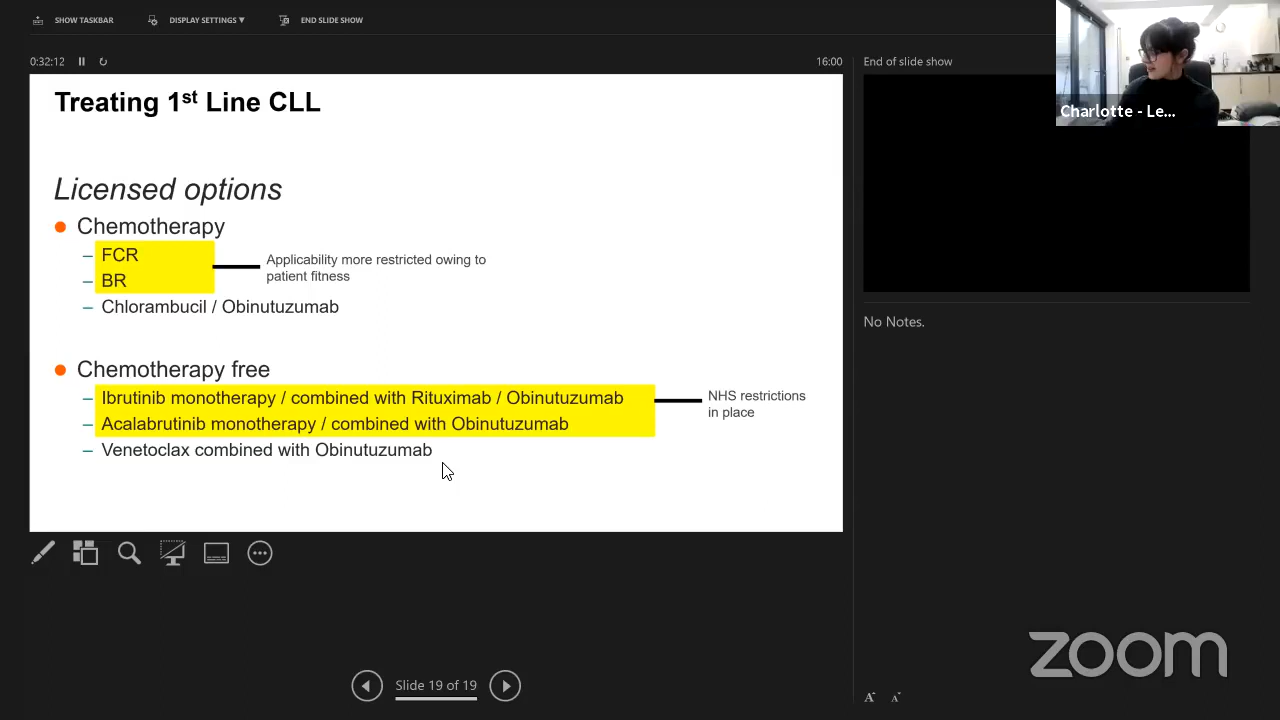 SHOW TASKBAR DISPLAY SETTINGS ▼ END SLIDE SHOW
0:32:12 16:00 End of slide show
Charlotte - Le...
Treating 1st Line CLL
Licensed options
Chemotherapy
– FCR
– BR
Applicability more restricted owing to
patient fitness
– Chlorambucil / Obinutuzumab
No Notes.
Chemotherapy free
– Ibrutinib monotherapy / combined with Rituximab / Obinutuzumab
– Acalabrutinib monotherapy / combined with Obinutuzumab
NHS restrictions
in place
– Venetoclax combined with Obinutuzumab
zoom
Slide 19 of 19
A A